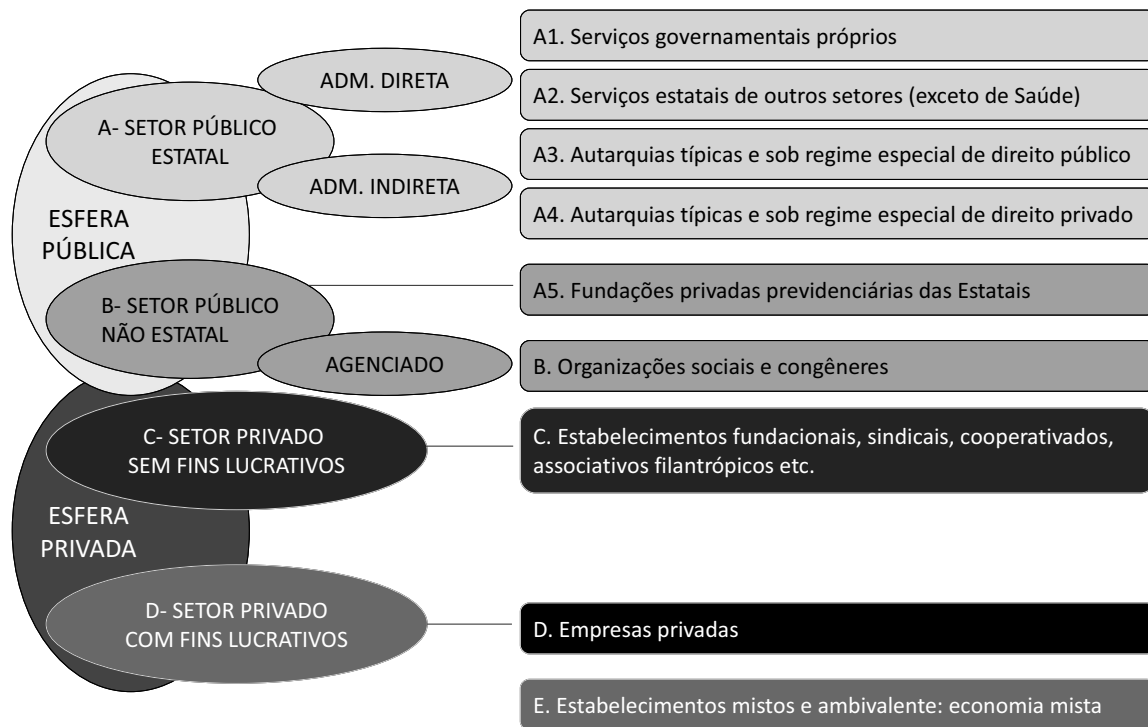 ESFERA
PÚBLICA
A- SETOR PÚBLICO
ESTATAL
ADM. DIRETA
A1. Serviços governamentais próprios
A2. Serviços estatais de outros setores (exceto de Saúde)
ADM. INDIRETA
A3. Autarquias típicas e sob regime especial de direito público
A4. Autarquias típicas e sob regime especial de direito privado
B- SETOR PÚBLICO
NÃO ESTATAL
A5. Fundações privadas previdenciárias das Estatais
AGENCIADO
B. Organizações sociais e congêneres
ESFERA
PRIVADA
C- SETOR PRIVADO
SEM FINS LUCRATIVOS
C. Estabelecimentos fundacionais, sindicais, cooperativados,
associativos filantrópicos etc.
D- SETOR PRIVADO
COM FINS LUCRATIVOS
D. Empresas privadas
E. Estabelecimentos mistos e ambivalente: economia mista